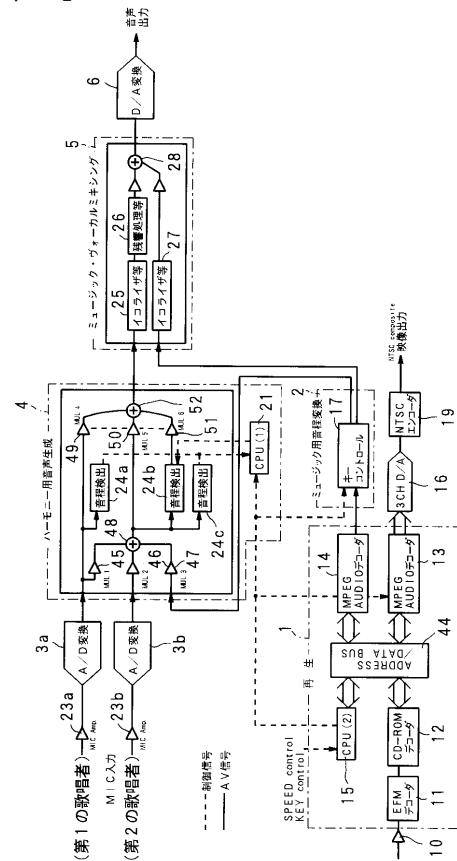 (第1の歌唱者)
23a
MIC Amp.
A/D変換
3a
MIC入力
(第2の歌唱者)
23b
MIC Amp
A/D変換
3b
制御信号
AV信号
4
ハーモニー用音声生成
MUL 1
45
MUL 2
46
MUL 3
47
48
音程検出
24a
音程検出
24b
音程検出
24c
MUL 4
49
MUL 5
50
MUL 6
51
52
CPU(1)
21
5
ミュージック・ヴォーカルミキシング
イコライザ等
25
残響処理等
26
イコライザ等
27
28
6
D/A変換
音声出力
2
ミュージック用音程変換
キーコントロール
17
1
再生
SPEED control
KEY control
10
EFM デコーダ
11
CD-ROM デコーダ
12
CPU(2)
15
ADDRESS /DATA BUS
44
MPEG AUDIOデコーダ
14
MPEG AUDIOデコーダ
13
3CH D/A
16
NTSC エンコーダ
19
NTSC composite
映像出力